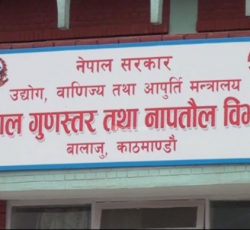 नेपाल सरकार
उद्योग, वाणिज्य तथा आपुर्ति मन्त्रालय
पाल गुणस्तर तथा नापतौल वि
बालाजु, काठमाण्डौ